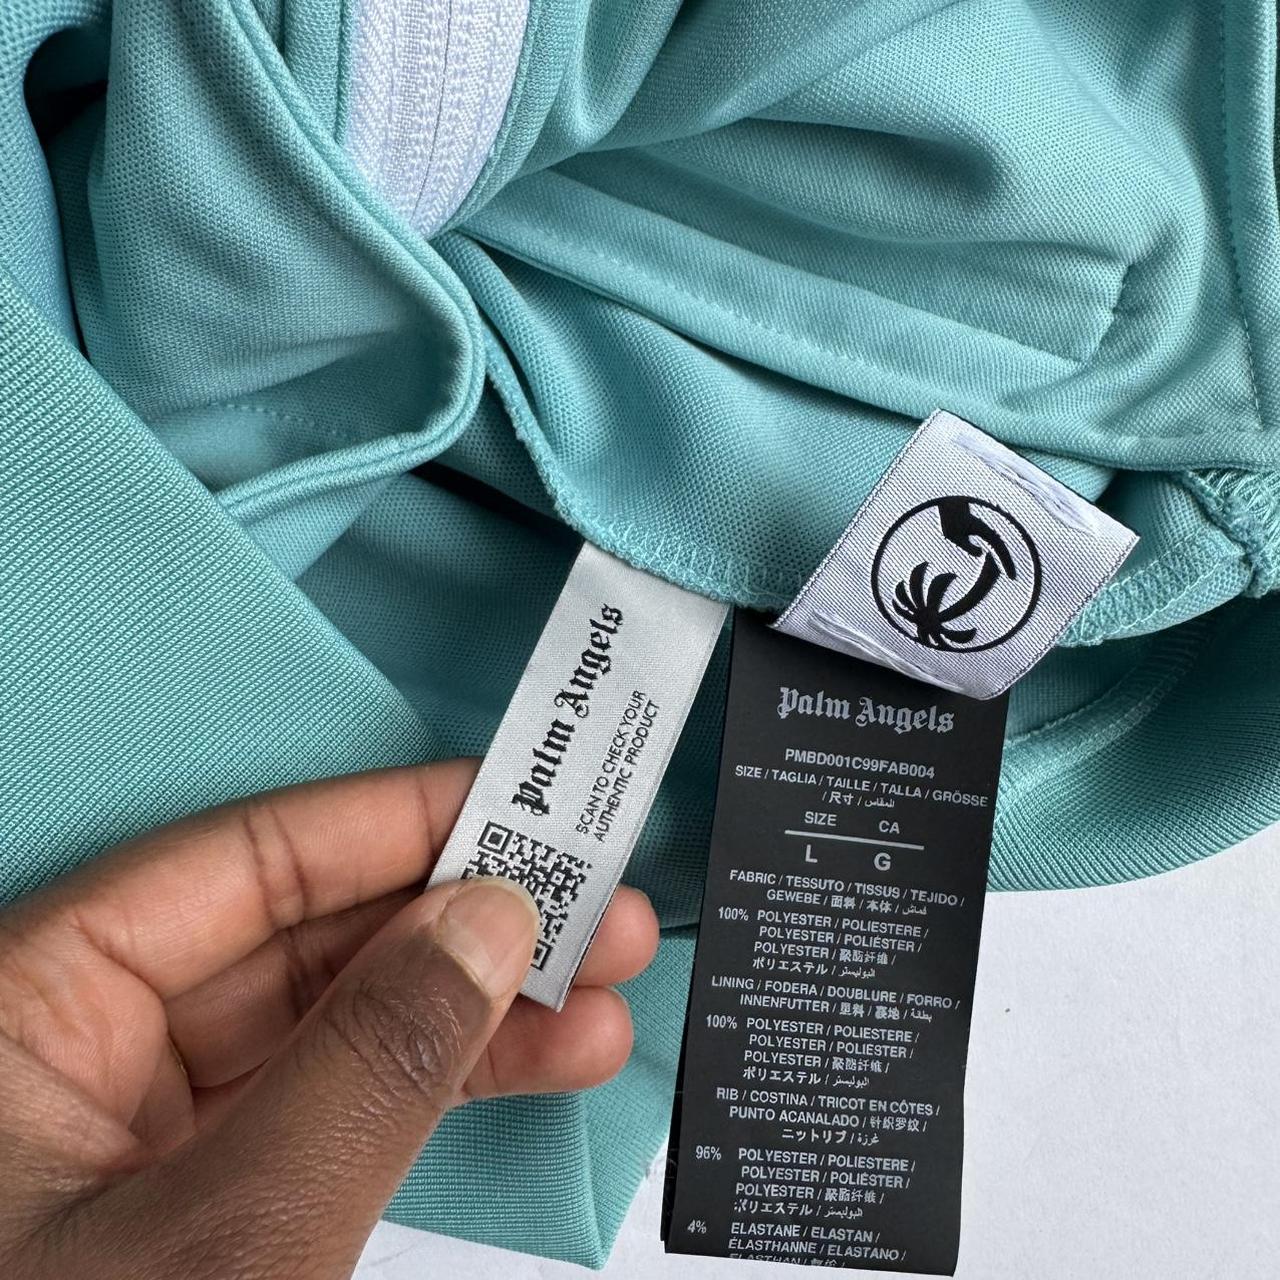 Palm Angels
SCAN TO CHECK YOUR
AUTHENTIC PRODUCT
Palm Angels
PMBD001C99FAB004
SIZE / TAGLIA / TAILLE / TALLA / GRÖSSE
/ 尺寸 / المقاس
SIZE CA
L G
FABRIC / TESSUTO / TISSUS / TEJIDO /
GEWEBE / 面料 / 本体 / قماش
100% POLYESTER / POLIESTERE /
POLYESTER / POLIÉSTER /
POLYESTER / 聚酯纤维 /
ポリエステル / البوليستر
LINING / FODERA / DOUBLURE / FORRO /
INNENFUTTER / 里料 / 裏地 / بطانة
100% POLYESTER / POLIESTERE /
POLYESTER / POLIESTER /
POLYESTER / 聚酯纤维 /
ポリエステル / البوليستر
RIB / COSTINA / TRICOT EN CÔTES /
PUNTO ACANALADO / 针织罗纹 /
ニットリブ / غرزة
96% POLYESTER / POLIESTERE /
POLYESTER / POLIÉSTER /
POLYESTER / 聚酯纤维 /
ポリエステル / البوليستر
4% ELASTANE / ELASTAN /
ÉLASTHANNE / ELASTANO /
ELASTHAN /